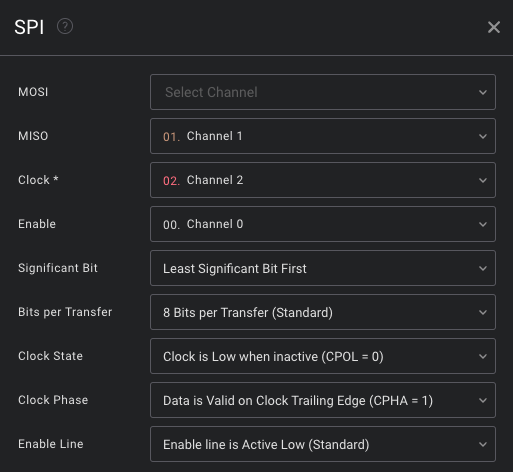 SPI ?
MOSI Select Channel
MISO 01. Channel 1
Clock * 02. Channel 2
Enable 00. Channel 0
Significant Bit Least Significant Bit First
Bits per Transfer 8 Bits per Transfer (Standard)
Clock State Clock is Low when inactive (CPOL = 0)
Clock Phase Data is Valid on Clock Trailing Edge (CPHA = 1)
Enable Line Enable line is Active Low (Standard)